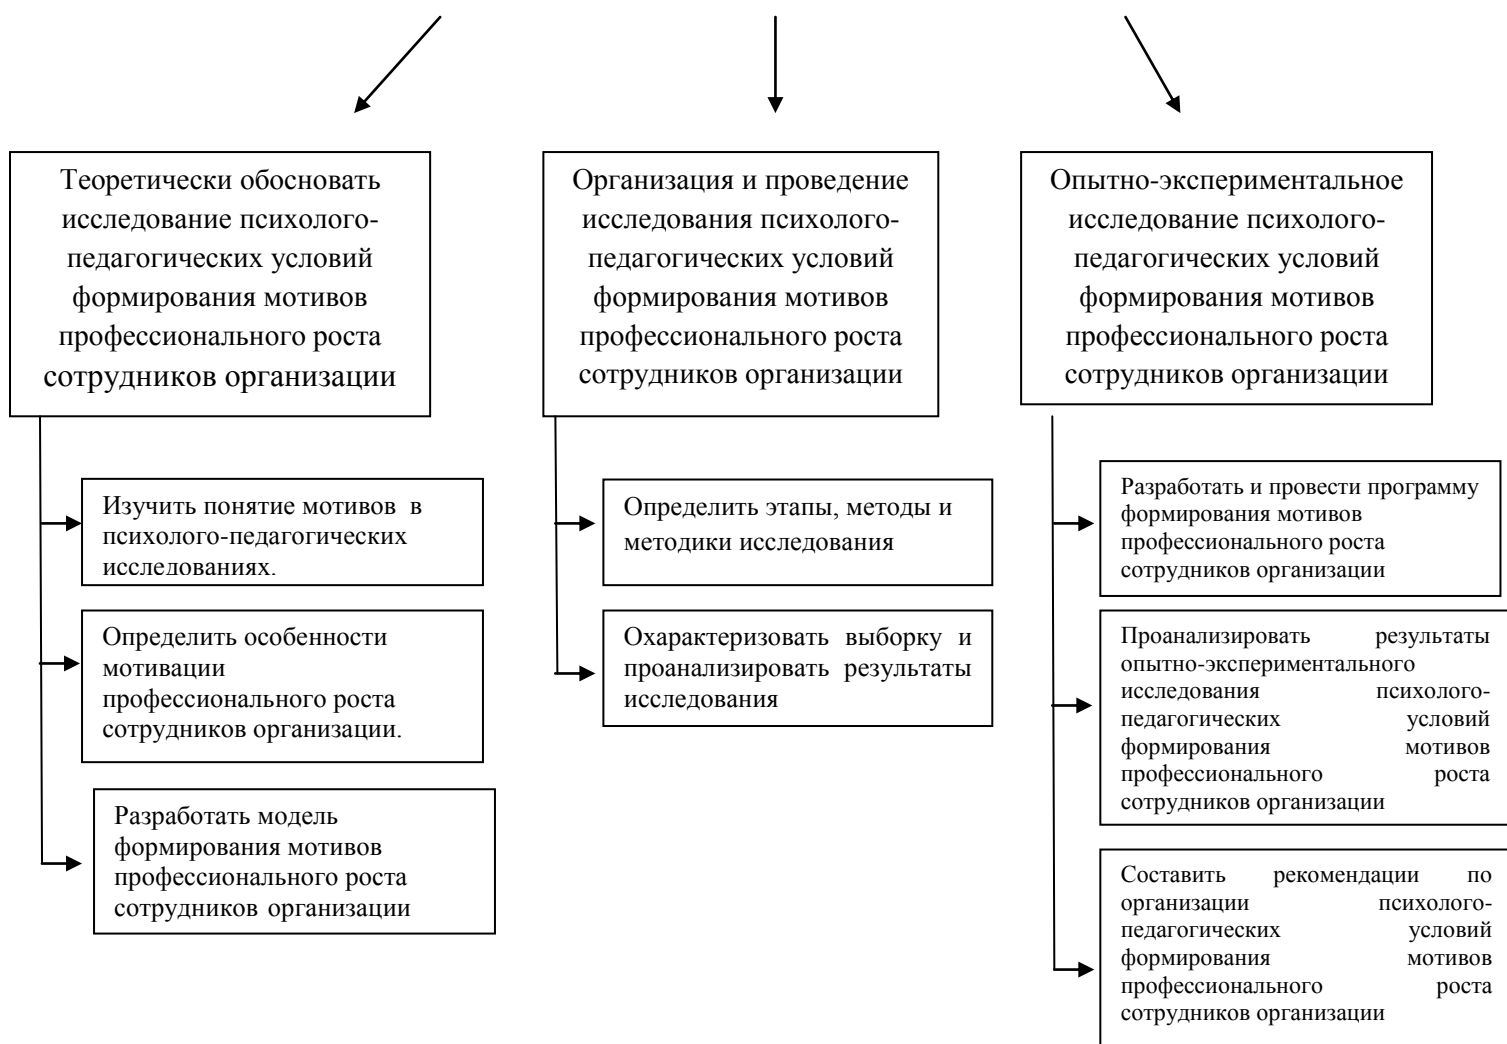 Теоретически обосновать
исследование психолого-
педагогических условий
формирования мотивов
профессионального роста
сотрудников организации
Изучить понятие мотивов в
психолого-педагогических
исследованиях.
Определить особенности
мотивации
профессионального роста
сотрудников организации.
Разработать модель
формирования мотивов
профессионального роста
сотрудников организации
Организация и проведение
исследования психолого-
педагогических условий
формирования мотивов
профессионального роста
сотрудников организации
Определить этапы, методы и
методики исследования
Охарактеризовать выборку и
проанализировать результаты
исследования
Опытно-экспериментальное
исследование психолого-
педагогических условий
формирования мотивов
профессионального роста
сотрудников организации
Разработать и провести программу
формирования мотивов
профессионального роста
сотрудников организации
Проанализировать результаты
опытно-экспериментального
исследования психолого-
педагогических условий
формирования мотивов
профессионального роста
сотрудников организации
Составить рекомендации по
организации психолого-
педагогических условий
формирования мотивов
профессионального роста
сотрудников организации